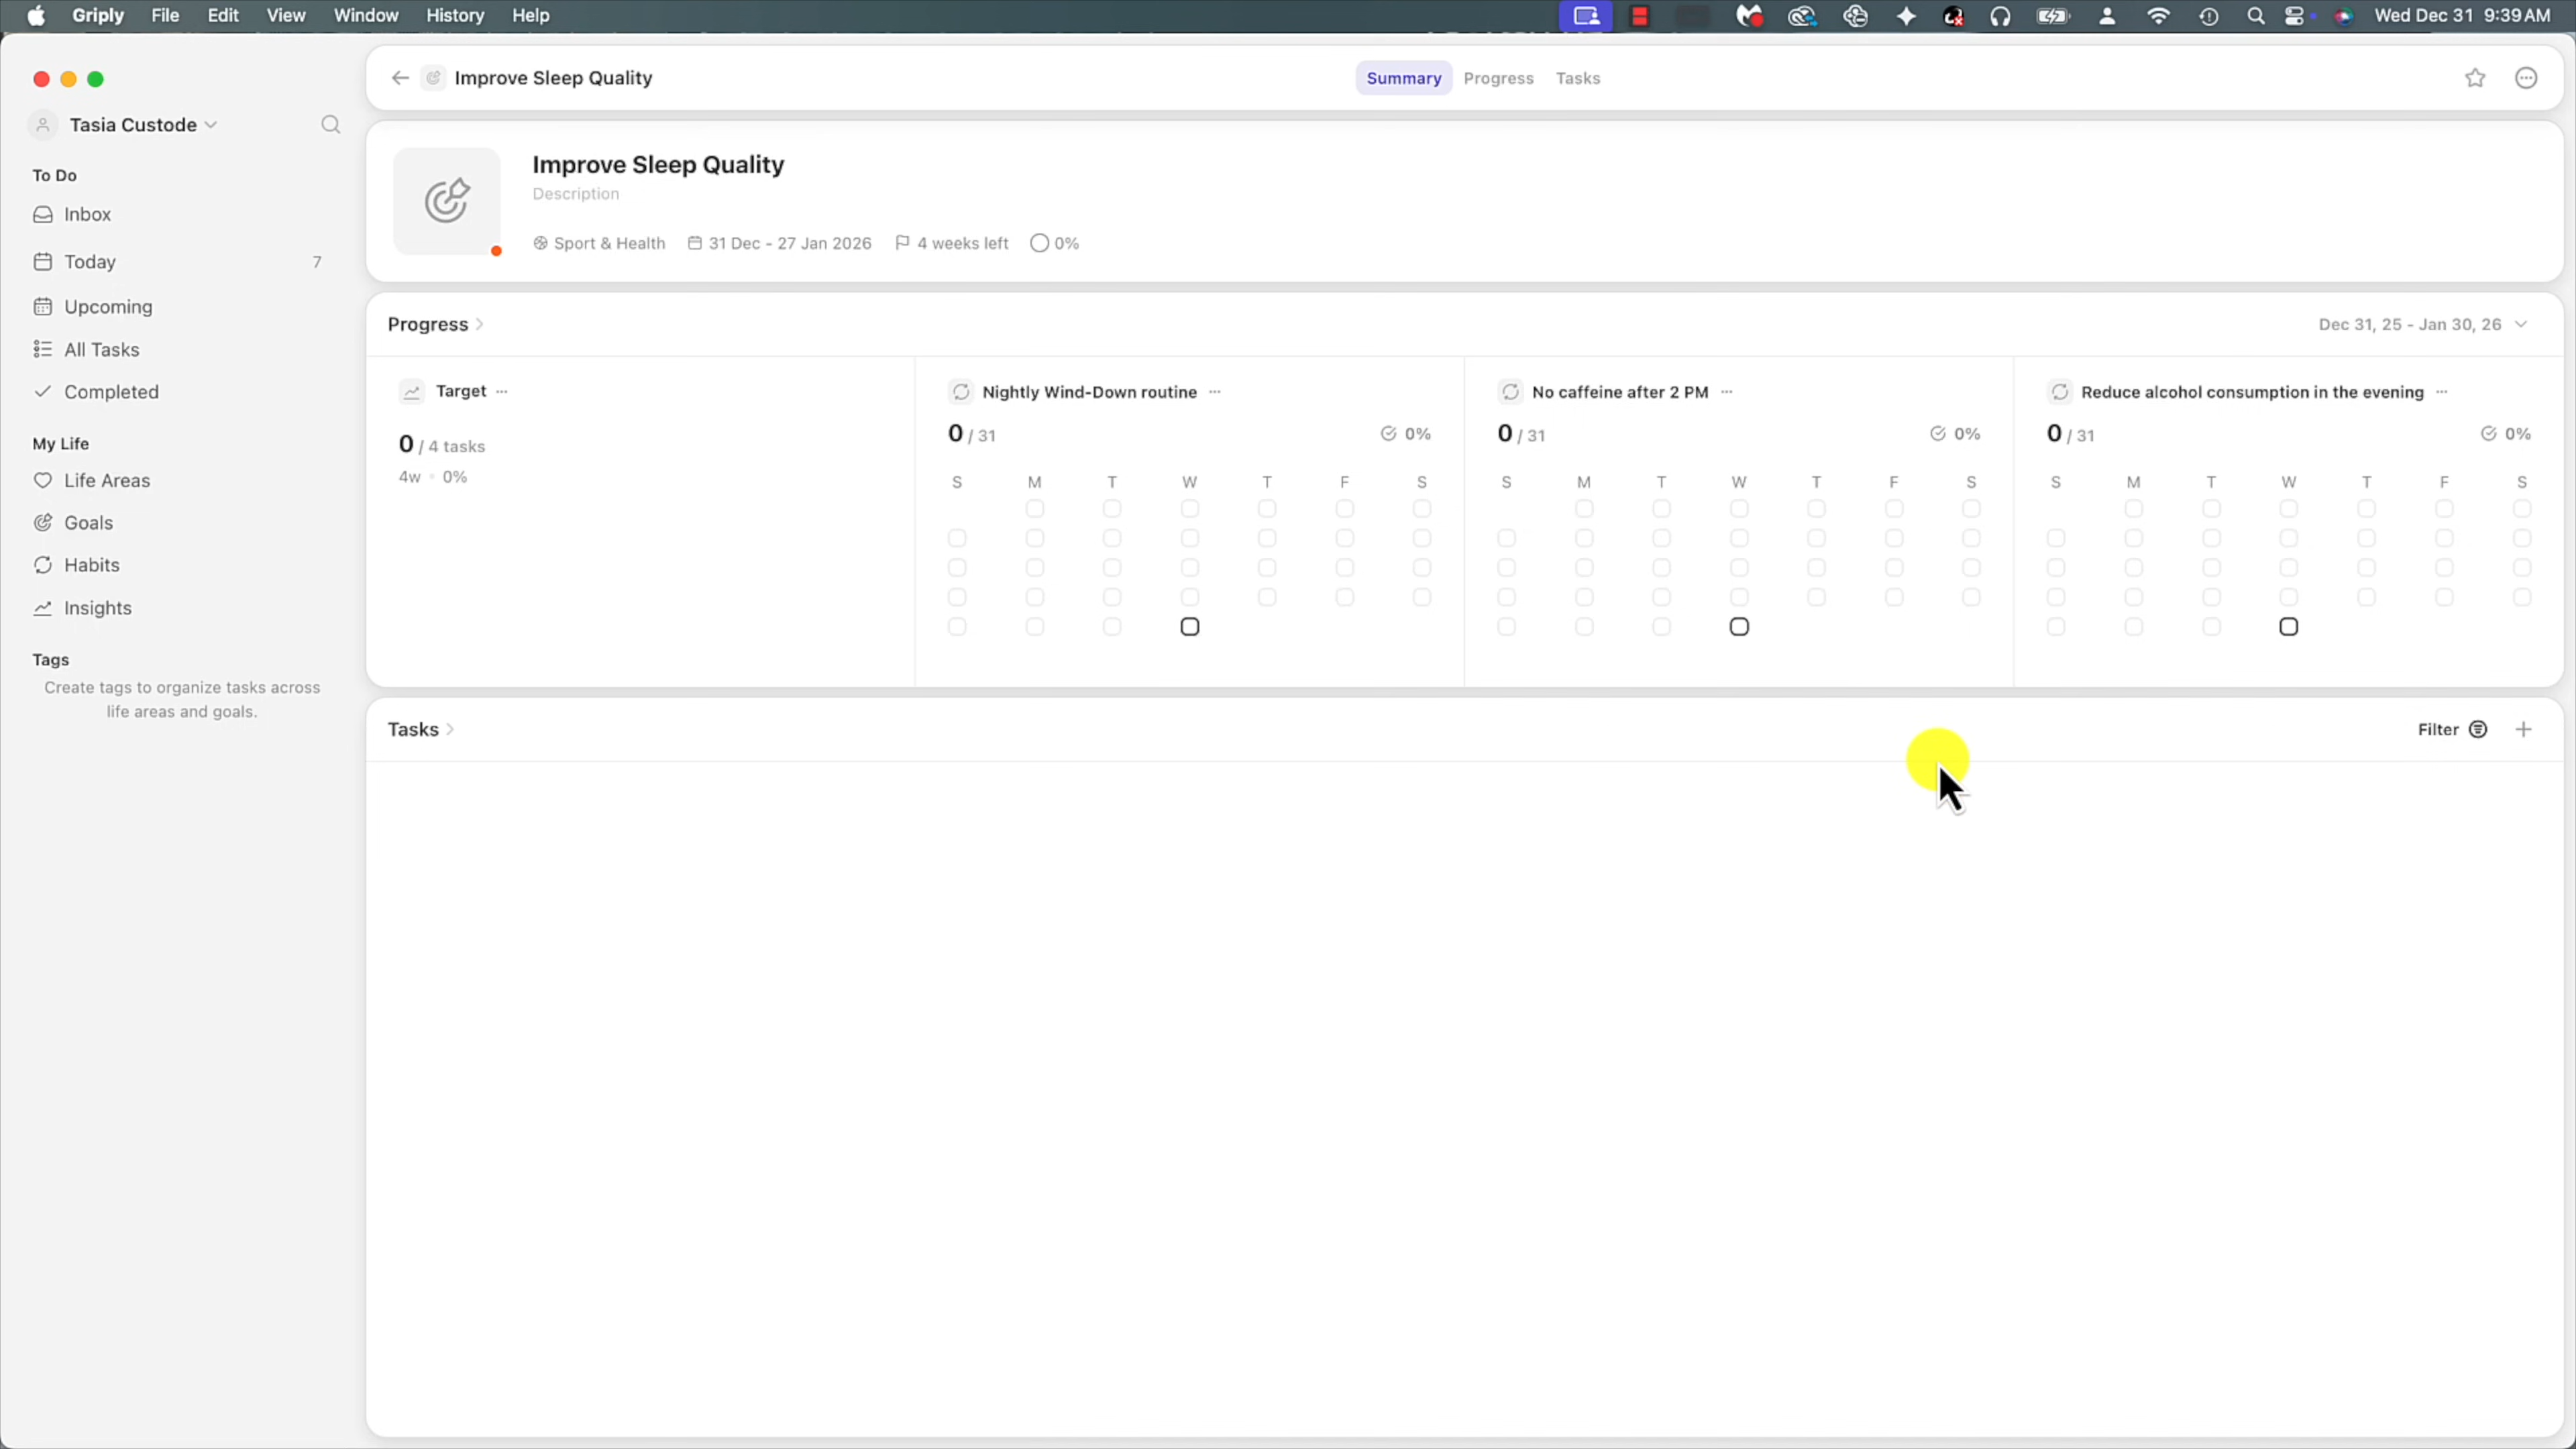 Griply File Edit View Window History Help Wed Dec 31 9:39 AM
Tasia Custode
To Do
Inbox
Today 7
Upcoming
All Tasks
Completed
My Life
Life Areas
Goals
Habits
Insights
Tags
Create tags to organize tasks across
life areas and goals.
Improve Sleep Quality Summary Progress Tasks
Improve Sleep Quality
Description
Sport & Health 31 Dec - 27 Jan 2026 4 weeks left 0%
Progress Dec 31, 25 - Jan 30, 26
Target ...
0 / 4 tasks
4w • 0%
Nightly Wind-Down routine ...
0 / 31 0%
S M T W T F S
No caffeine after 2 PM ...
0 / 31 0%
S M T W T F S
Reduce alcohol consumption in the evening ...
0 / 31 0%
S M T W T F S
Tasks Filter